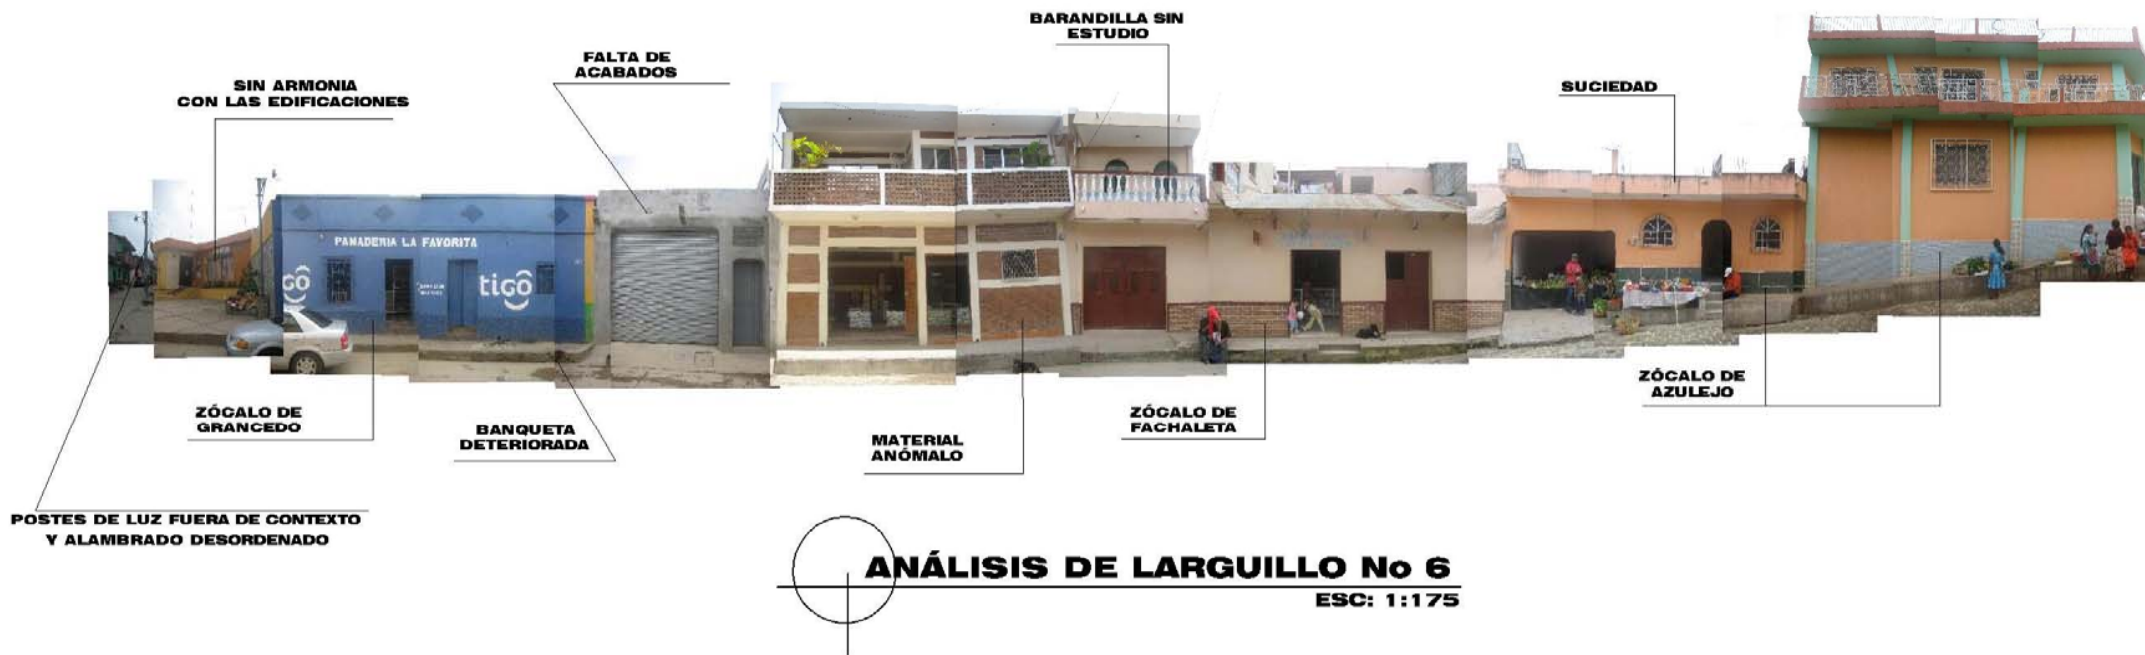 BARANDILLA SIN
ESTUDIO
FALTA DE
ACABADOS
SIN ARMONIA
CON LAS EDIFICACIONES
SUCIEDAD
PANADERIA LA FAVORITA
tigo
ZÓCALO DE
GRANCEDO
BANQUETA
DETERIORADA
MATERIAL
ANÓMALO
ZÓCALO DE
FACHALETA
ZÓCALO DE
AZULEJO
POSTES DE LUZ FUERA DE CONTEXTO
Y ALAMBRADO DESORDENADO
ANÁLISIS DE LARGUILLO No 6
ESC: 1:175